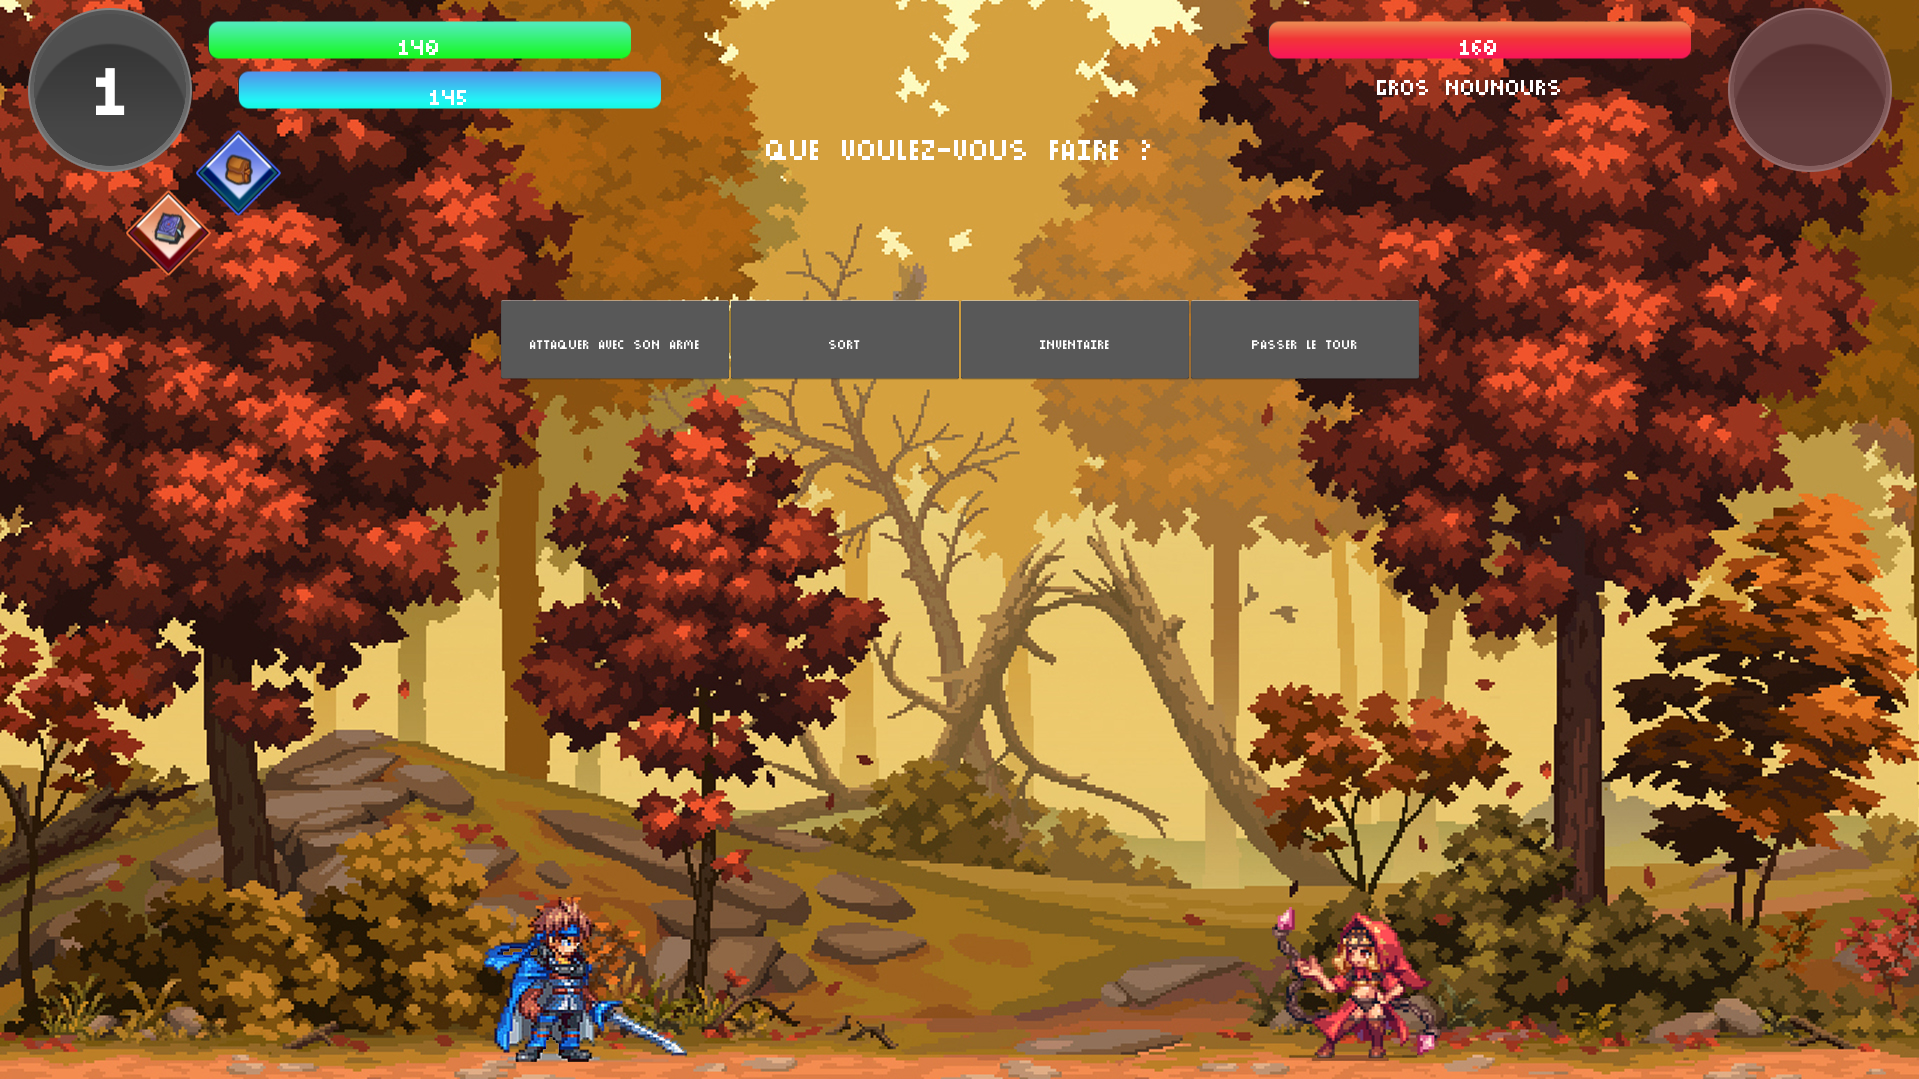 1
140
145
160
GROS NOUNOURS
QUE VOULEZ-VOUS FAIRE ?
ATTAQUER AVEC SON ARME
SORT
INVENTAIRE
PASSER LE TOUR